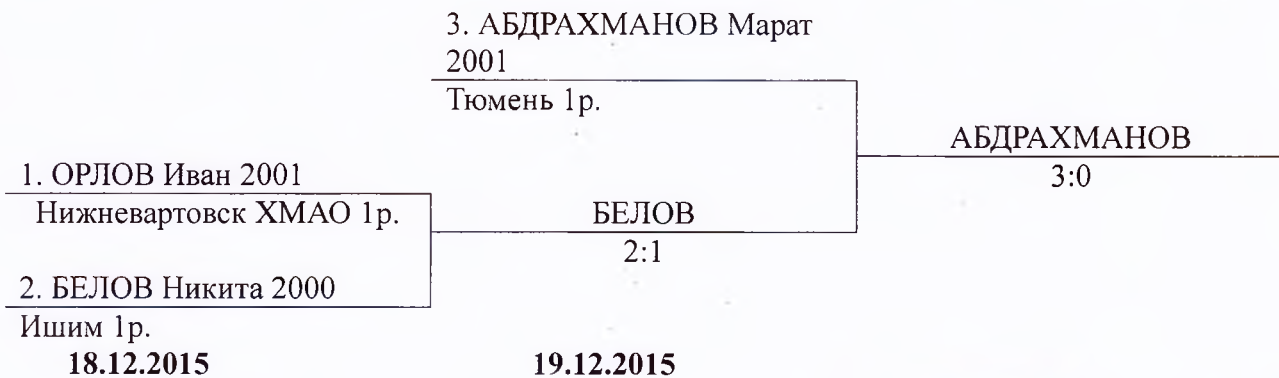 3. АБДРАХМАНОВ Марат
2001
Тюмень 1р.
АБДРАХМАНОВ
3:0
1. ОРЛОВ Иван 2001
Нижневартовск ХМАО 1р.
БЕЛОВ
2:1
2. БЕЛОВ Никита 2000
Ишим 1р.
18.12.2015 19.12.2015